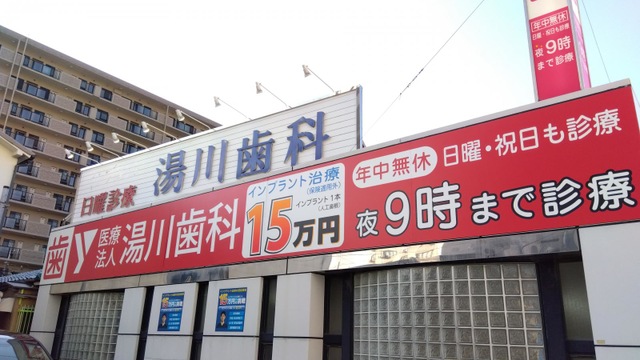 年中無休
日曜・祝日も診療
夜9時
まで診療
日曜診療
湯川歯科
歯
Y
医療
法人
湯川歯科
インプラント治療
(保険適用外)
15万円
インプラント1本
(人工歯根)
年中無休
日曜・祝日も診療
夜9時まで診療